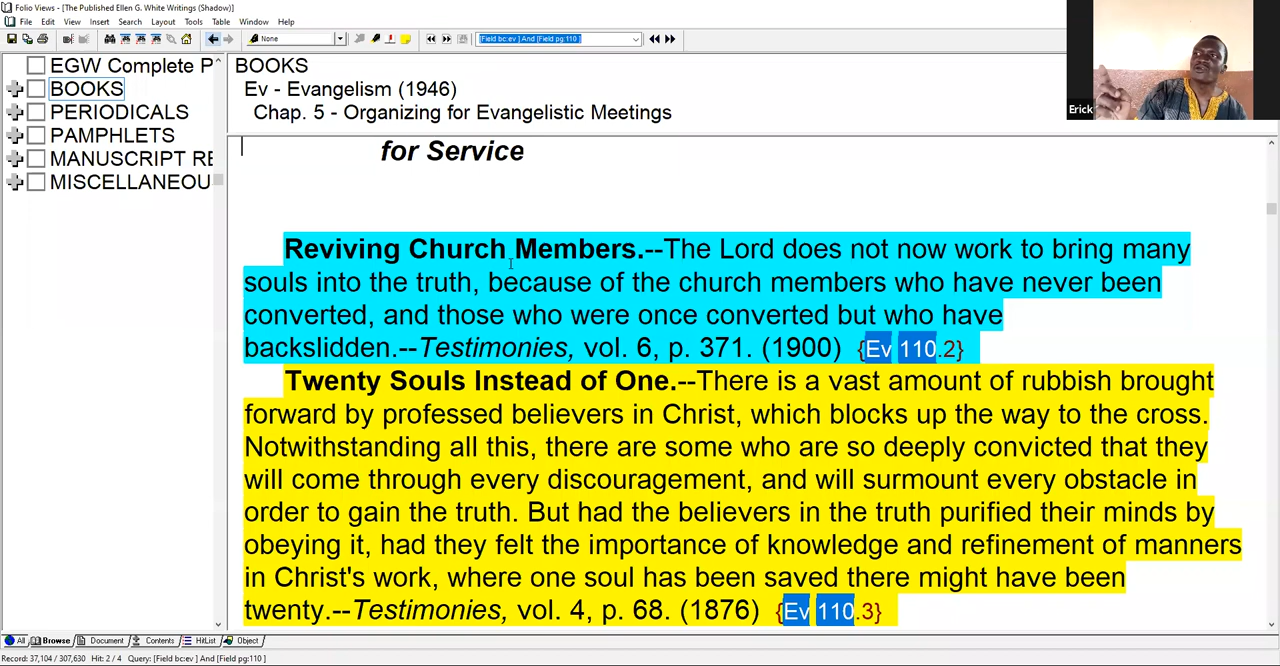 Folio Views - [The Published Ellen G. White Writings (Shadow)]
File Edit View Insert Search Layout Tools Table Window Help
None
[Field bc:ev ] And [Field pg:110 ]
EGW Complete P
BOOKS
PERIODICALS
PAMPHLETS
MANUSCRIPT RE
MISCELLANEOU
BOOKS
Ev - Evangelism (1946)
Chap. 5 - Organizing for Evangelistic Meetings
Erick
for Service
Reviving Church Members.--The Lord does not now work to bring many
souls into the truth, because of the church members who have never been
converted, and those who were once converted but who have
backslidden.--Testimonies, vol. 6, p. 371. (1900) {Ev 110.2}
Twenty Souls Instead of One.--There is a vast amount of rubbish brought
forward by professed believers in Christ, which blocks up the way to the cross.
Notwithstanding all this, there are some who are so deeply convicted that they
will come through every discouragement, and will surmount every obstacle in
order to gain the truth. But had the believers in the truth purified their minds by
obeying it, had they felt the importance of knowledge and refinement of manners
in Christ's work, where one soul has been saved there might have been
twenty.--Testimonies, vol. 4, p. 68. (1876) {Ev 110.3}
All Browse Document Contents HitList Object
Record: 37,104 / 307,630 Hit: 2 / 4 Query: [Field bc:ev ] And [Field pg:110 ]